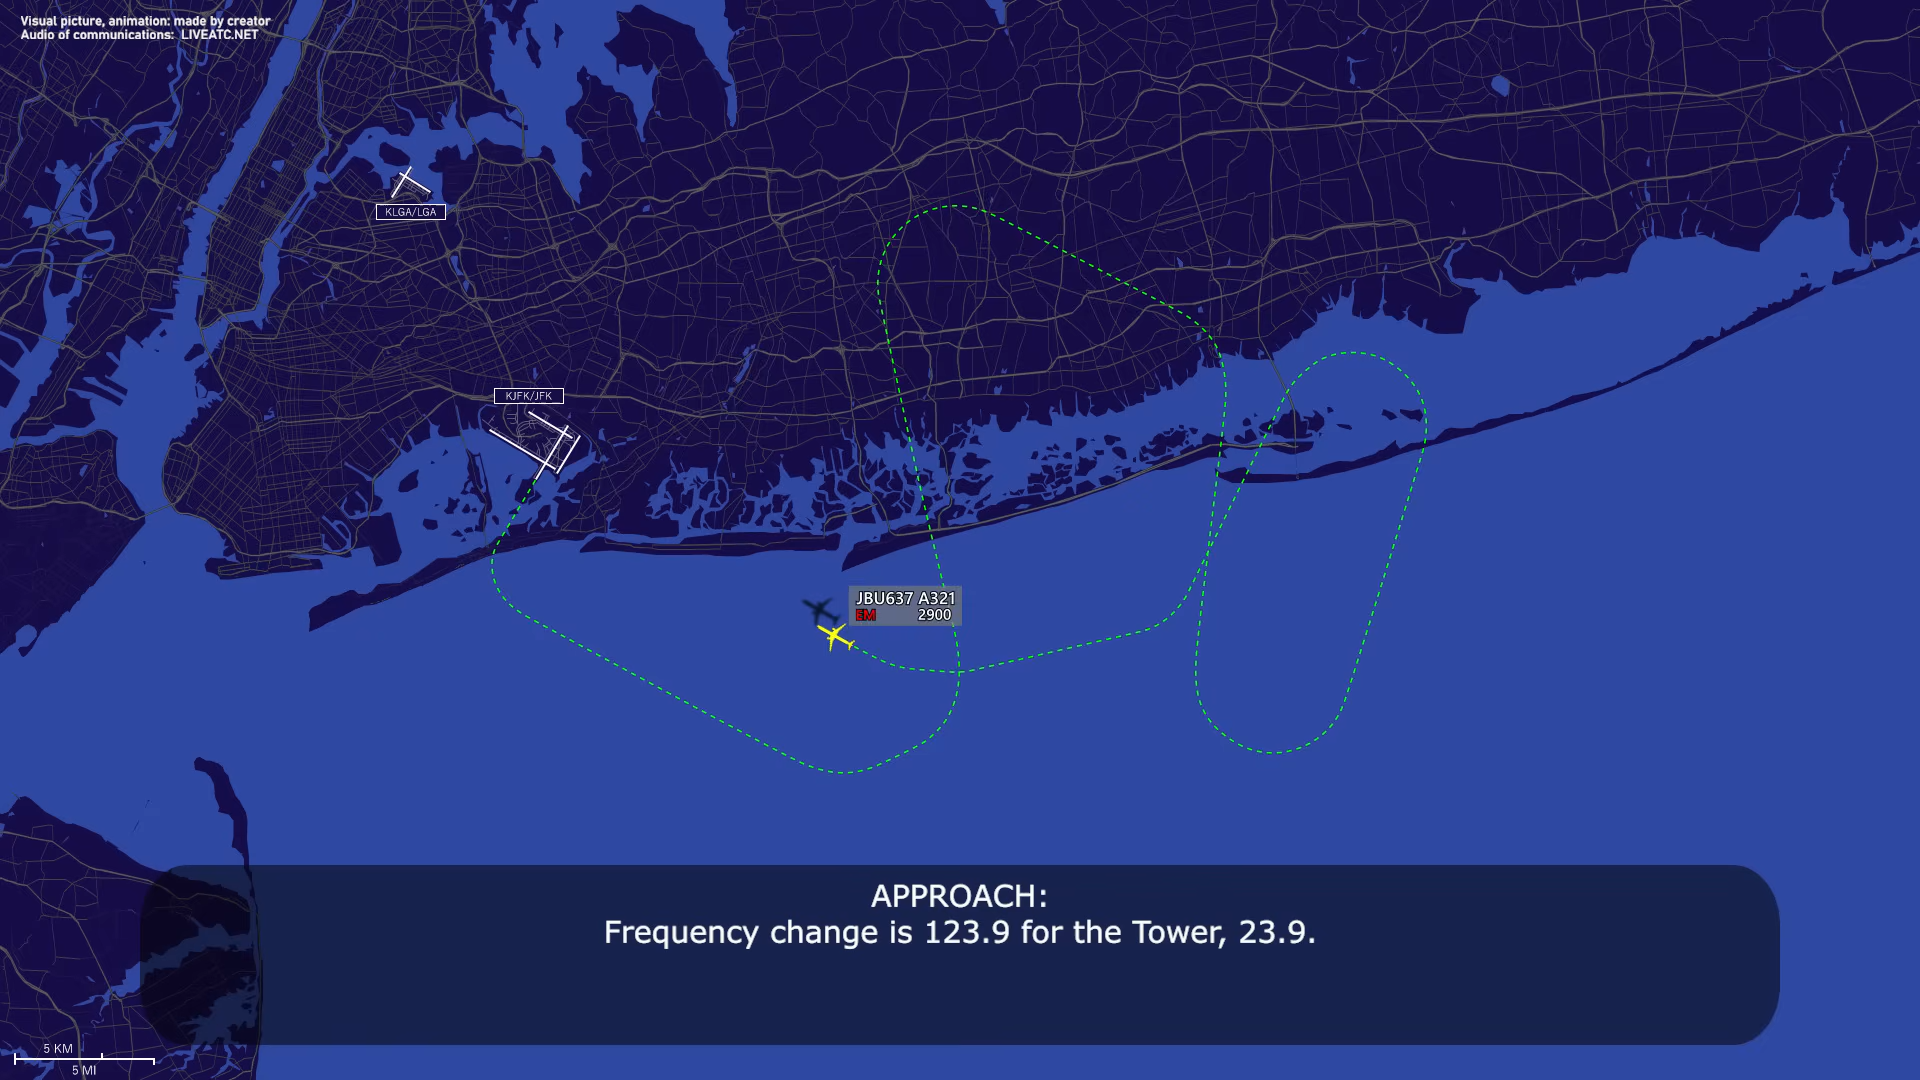 Visual picture, animation: made by creator
Audio of communications: LIVEATC.NET
KLGA/LGA
KJFK/JFK
JBU637 A321
EM 2900
APPROACH:
Frequency change is 123.9 for the Tower, 23.9.
5 KM
5 MI